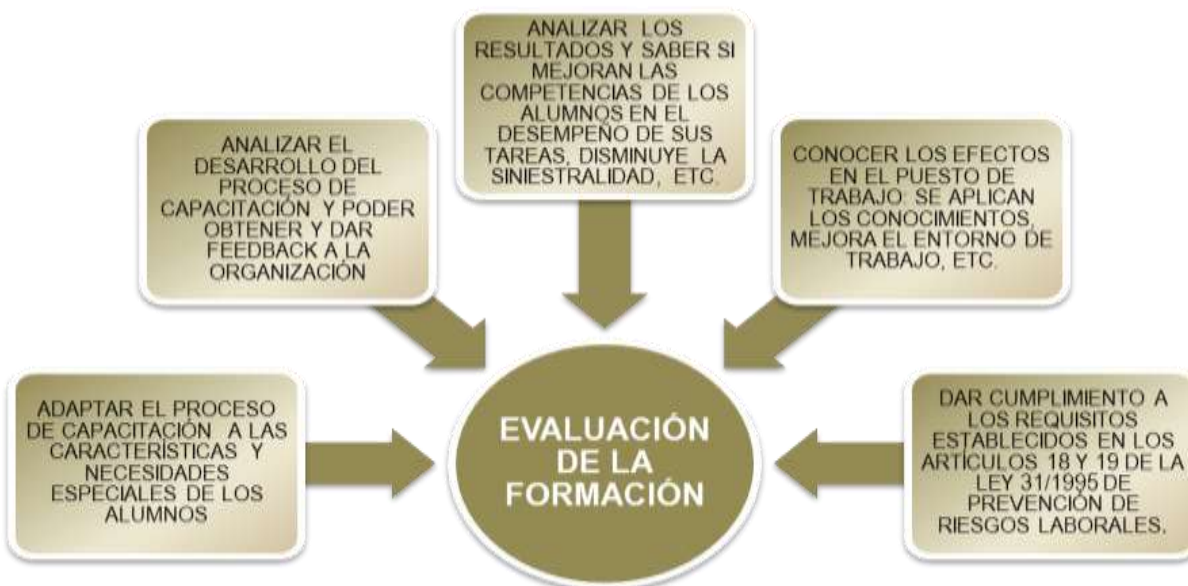 ANALIZAR LOS
RESULTADOS Y SABER SI
MEJORAN LAS
COMPETENCIAS DE LOS
ALUMNOS EN EL
DESEMPEÑO DE SUS
TAREAS, DISMINUYE LA
SINIESTRALIDAD, ETC.
ANALIZAR EL
DESARROLLO DEL
PROCESO DE
CAPACITACIÓN Y PODER
OBTENER Y DAR
FEEDBACK A LA
ORGANIZACIÓN
CONOCER LOS EFECTOS
EN EL PUESTO DE
TRABAJO: SE APLICAN
LOS CONOCIMIENTOS,
MEJORA EL ENTORNO DE
TRABAJO, ETC.
ADAPTAR EL PROCESO
DE CAPACITACIÓN A LAS
CARACTERÍSTICAS Y
NECESIDADES
ESPECIALES DE LOS
ALUMNOS
EVALUACIÓN
DE LA
FORMACIÓN
DAR CUMPLIMIENTO A
LOS REQUISITOS
ESTABLECIDOS EN LOS
ARTÍCULOS 18 Y 19 DE LA
LEY 31/1995 DE
PREVENCIÓN DE
RIESGOS LABORALES.